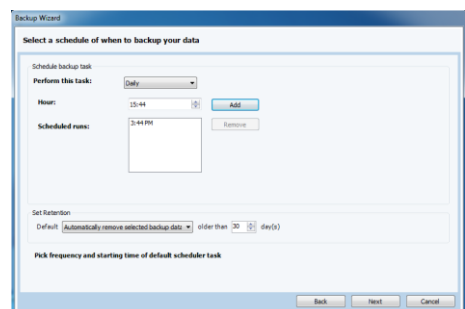 Backup Wizard
Select a schedule of when to backup your data
Schedule backup task
Perform this task: Daily
Hour: 15:44 Add
Scheduled runs: 3:44 PM Remove
Set Retention
Default Automatically remove selected backup data older than 30 day(s)
Pick frequency and starting time of default scheduler task
Back Next Cancel